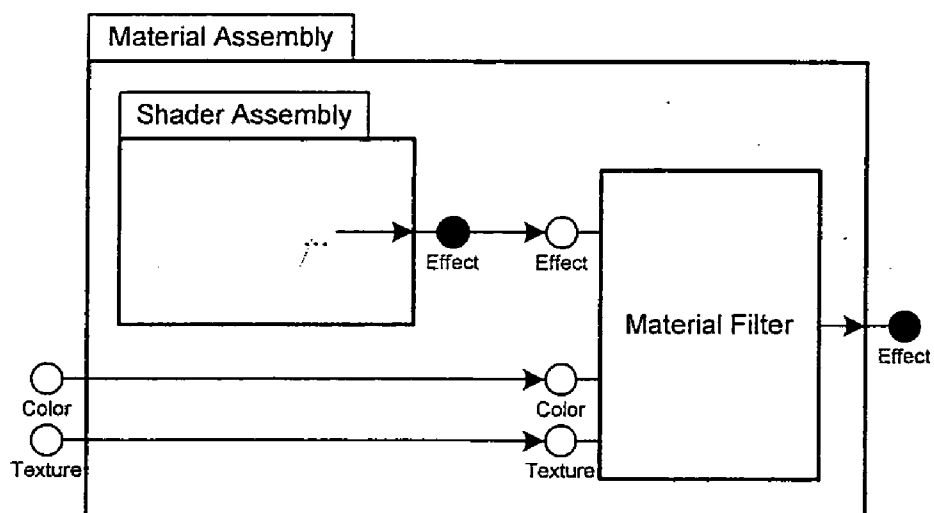 Material Assembly
Shader Assembly
Effect
Effect
Material Filter
Effect
Color
Color
Texture
Texture